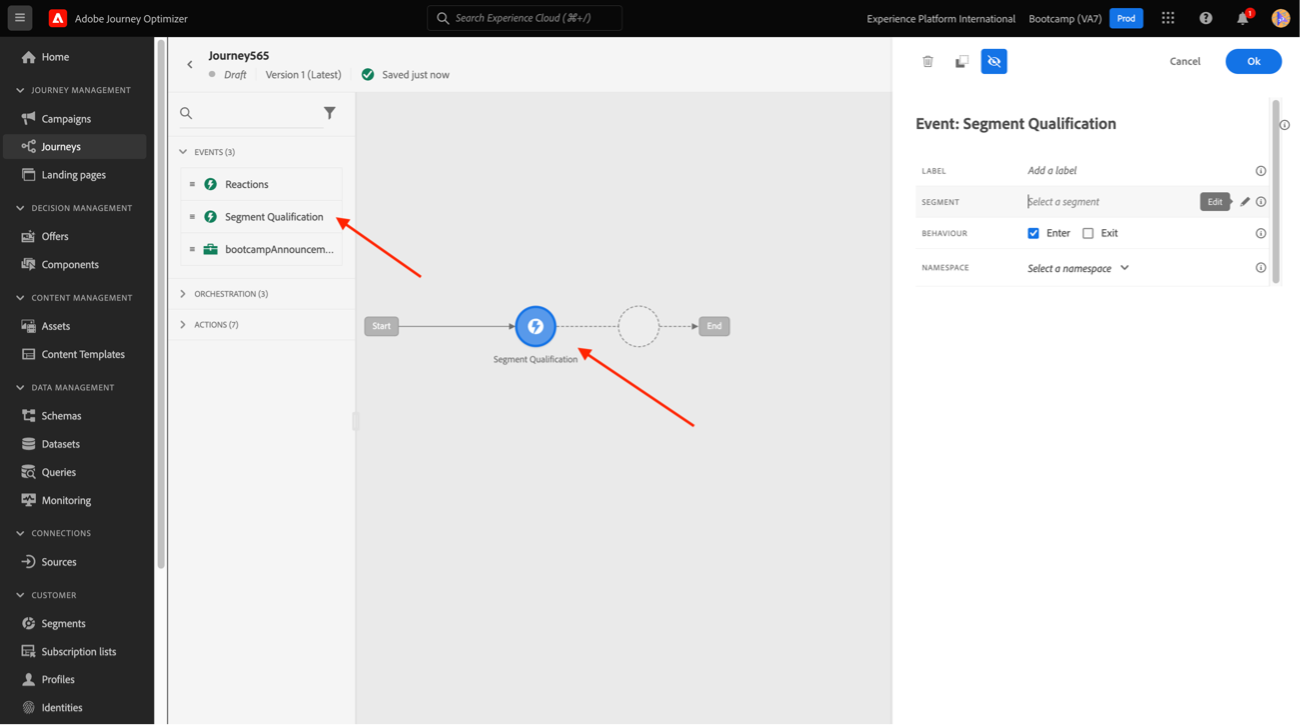 Adobe Journey Optimizer
Search Experience Cloud (⌘+/)
Experience Platform International
Bootcamp (VA7)
Prod
1
Home
JOURNEY MANAGEMENT
Campaigns
Journeys
Landing pages
DECISION MANAGEMENT
Offers
Components
CONTENT MANAGEMENT
Assets
Content Templates
DATA MANAGEMENT
Schemas
Datasets
Queries
Monitoring
CONNECTIONS
Sources
CUSTOMER
Segments
Subscription lists
Profiles
Identities
Journey565
Draft
Version 1 (Latest)
Saved just now
EVENTS (3)
Reactions
Segment Qualification
bootcampAnnouncem...
ORCHESTRATION (3)
ACTIONS (7)
Start
Segment Qualification
End
Cancel
Ok
Event: Segment Qualification
LABEL
Add a label
SEGMENT
Select a segment
Edit
BEHAVIOUR
Enter
Exit
NAMESPACE
Select a namespace